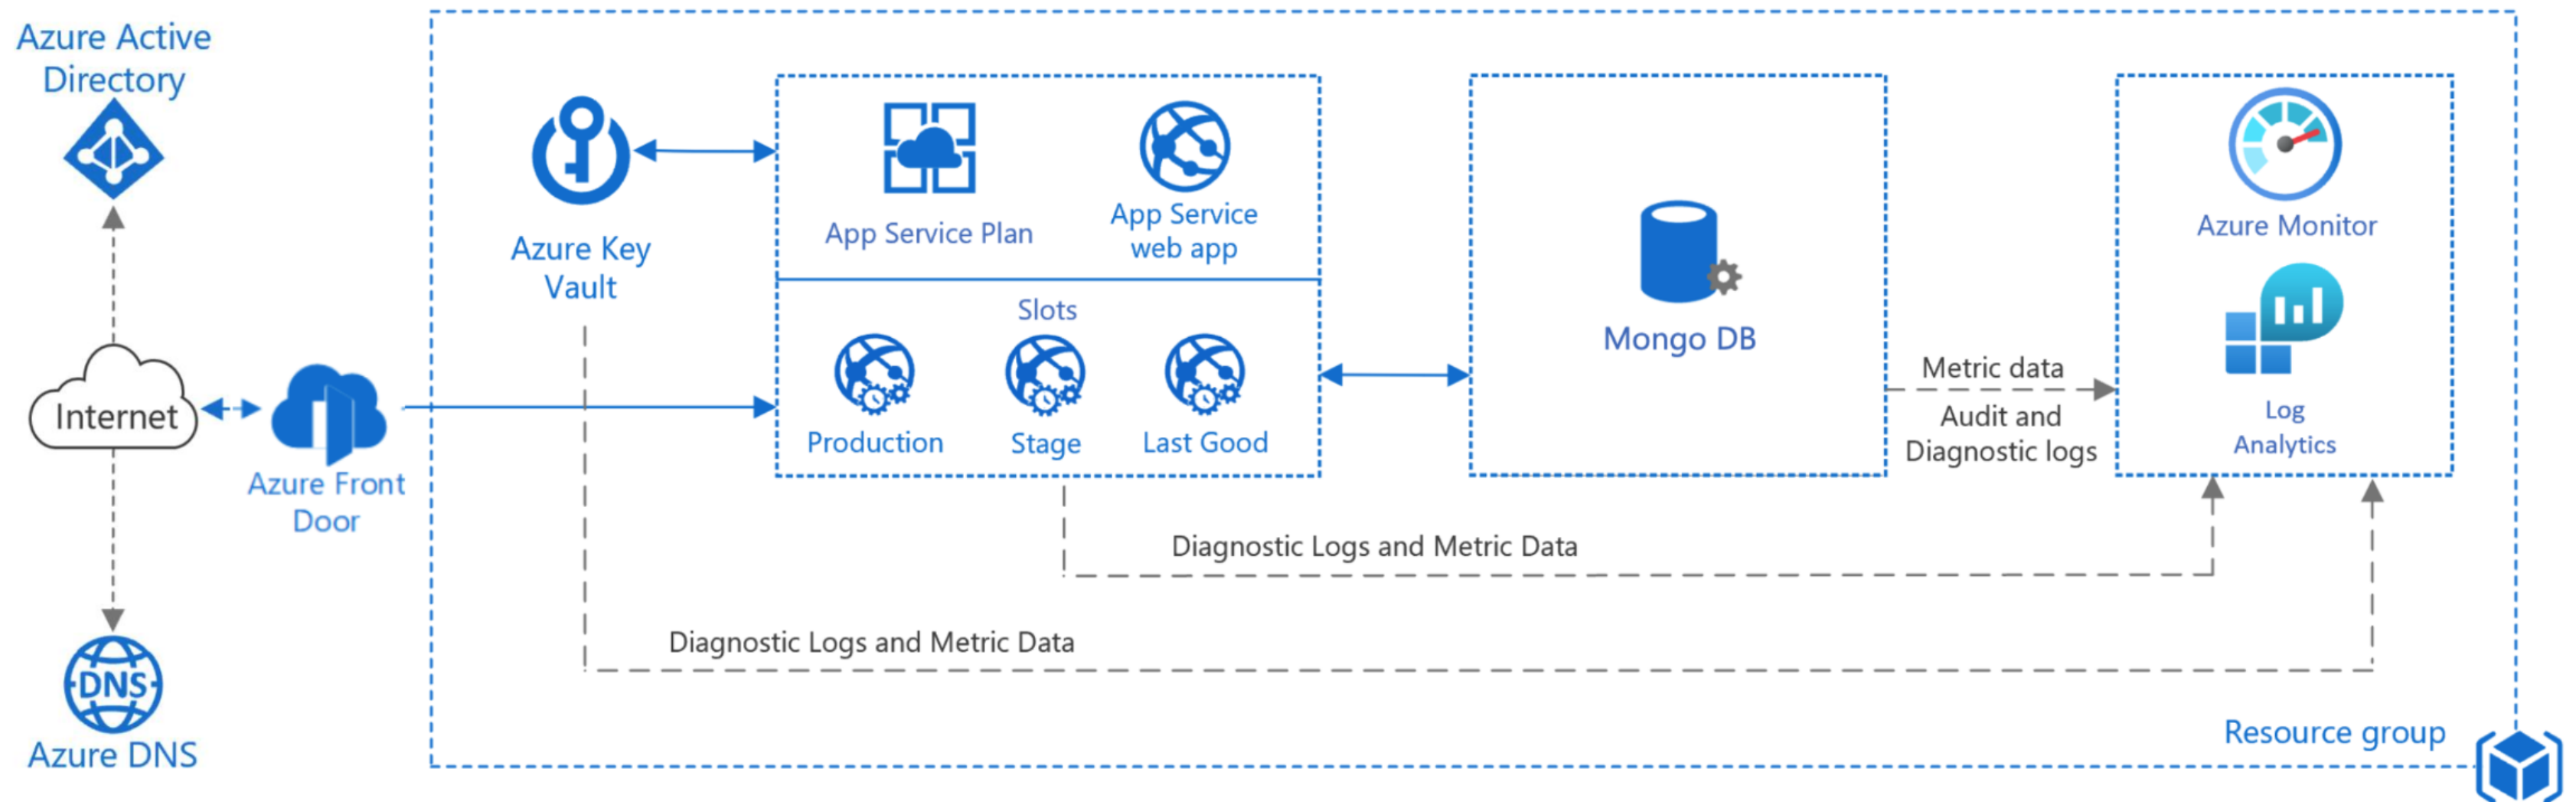 Azure Active
Directory
Internet
DNS
Azure DNS
Azure Front
Door
Azure Key
Vault
App Service Plan
App Service
web app
Slots
Production
Stage
Last Good
Mongo DB
Metric data
Audit and
Diagnostic logs
Azure Monitor
Log
Analytics
Diagnostic Logs and Metric Data
Diagnostic Logs and Metric Data
Resource group